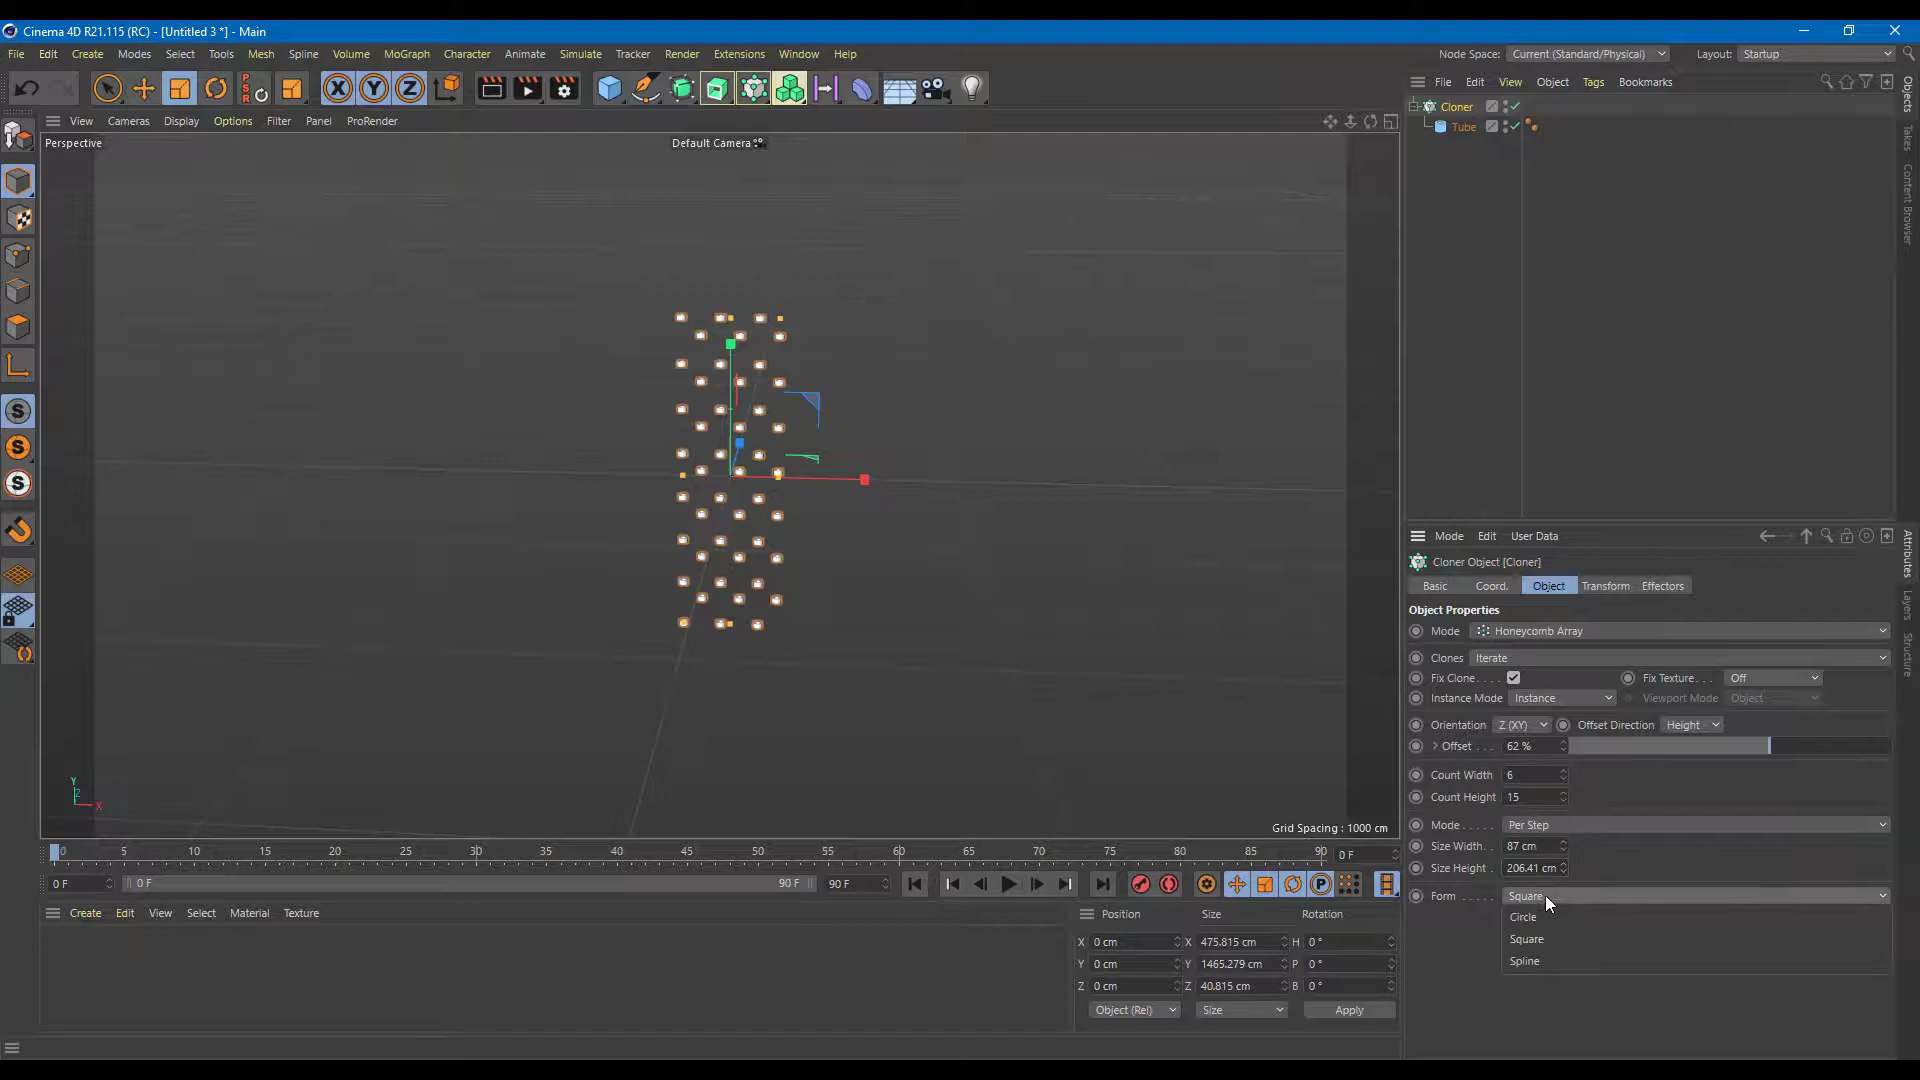 Cinema 4D R21.115 (RC) - [Untitled 3 *] - Main
File Edit Create Modes Select Tools Mesh Spline Volume MoGraph Character Animate Simulate Tracker Render Extensions Window Help
Node Space: Current (Standard/Physical) Layout: Startup
View Cameras Display Options Filter Panel ProRender
File Edit View Object Tags Bookmarks
Perspective
Default Camera
Cloner
Tube
Objects
Takes
Content Browser
Mode Edit User Data
Cloner Object [Cloner]
Basic Coord. Object Transform Effectors
Object Properties
Mode Honeycomb Array
Clones Iterate
Fix Clone . . . . Fix Texture . . . . Off
Instance Mode Instance Viewport Mode Object
Orientation Z (XY) Offset Direction Height
Offset . . . 62 %
Count Width 6
Count Height 15
Mode . . . . . Per Step
Size Width . . 87 cm
Size Height . 206.41 cm
Form . . . . . Square
Circle
Square
Spline
Attributes
Layers
Structure
Y
Z
X
Grid Spacing : 1000 cm
0 5 10 15 20 25 30 35 40 45 50 55 60 65 70 75 80 85 90 0 F
0 F 0 F 90 F 90 F
Create Edit View Select Material Texture
Position Size Rotation
X 0 cm X 475.815 cm H 0 °
Y 0 cm Y 1465.279 cm P 0 °
Z 0 cm Z 40.815 cm B 0 °
Object (Rel) Size Apply